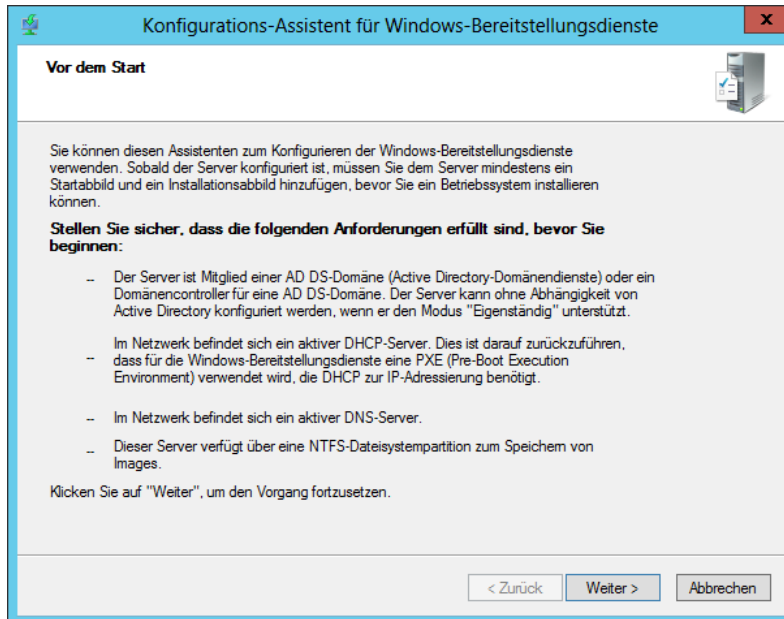 Konfigurations-Assistent für Windows-Bereitstellungsdienste
x
Vor dem Start
Sie können diesen Assistenten zum Konfigurieren der Windows-Bereitstellungsdienste
verwenden. Sobald der Server konfiguriert ist, müssen Sie dem Server mindestens ein
Startabbild und ein Installationsabbild hinzufügen, bevor Sie ein Betriebssystem installieren
können.
Stellen Sie sicher, dass die folgenden Anforderungen erfüllt sind, bevor Sie
beginnen:
-- Der Server ist Mitglied einer AD DS-Domäne (Active Directory-Domänendienste) oder ein
Domänencontroller für eine AD DS-Domäne. Der Server kann ohne Abhängigkeit von
Active Directory konfiguriert werden, wenn er den Modus "Eigenständig" unterstützt.
Im Netzwerk befindet sich ein aktiver DHCP-Server. Dies ist darauf zurückzuführen,
-- dass für die Windows-Bereitstellungsdienste eine PXE (Pre-Boot Execution
Environment) verwendet wird, die DHCP zur IP-Adressierung benötigt.
-- Im Netzwerk befindet sich ein aktiver DNS-Server.
-- Dieser Server verfügt über eine NTFS-Dateisystempartition zum Speichern von
Images.
Klicken Sie auf "Weiter", um den Vorgang fortzusetzen.
< Zurück Weiter > Abbrechen